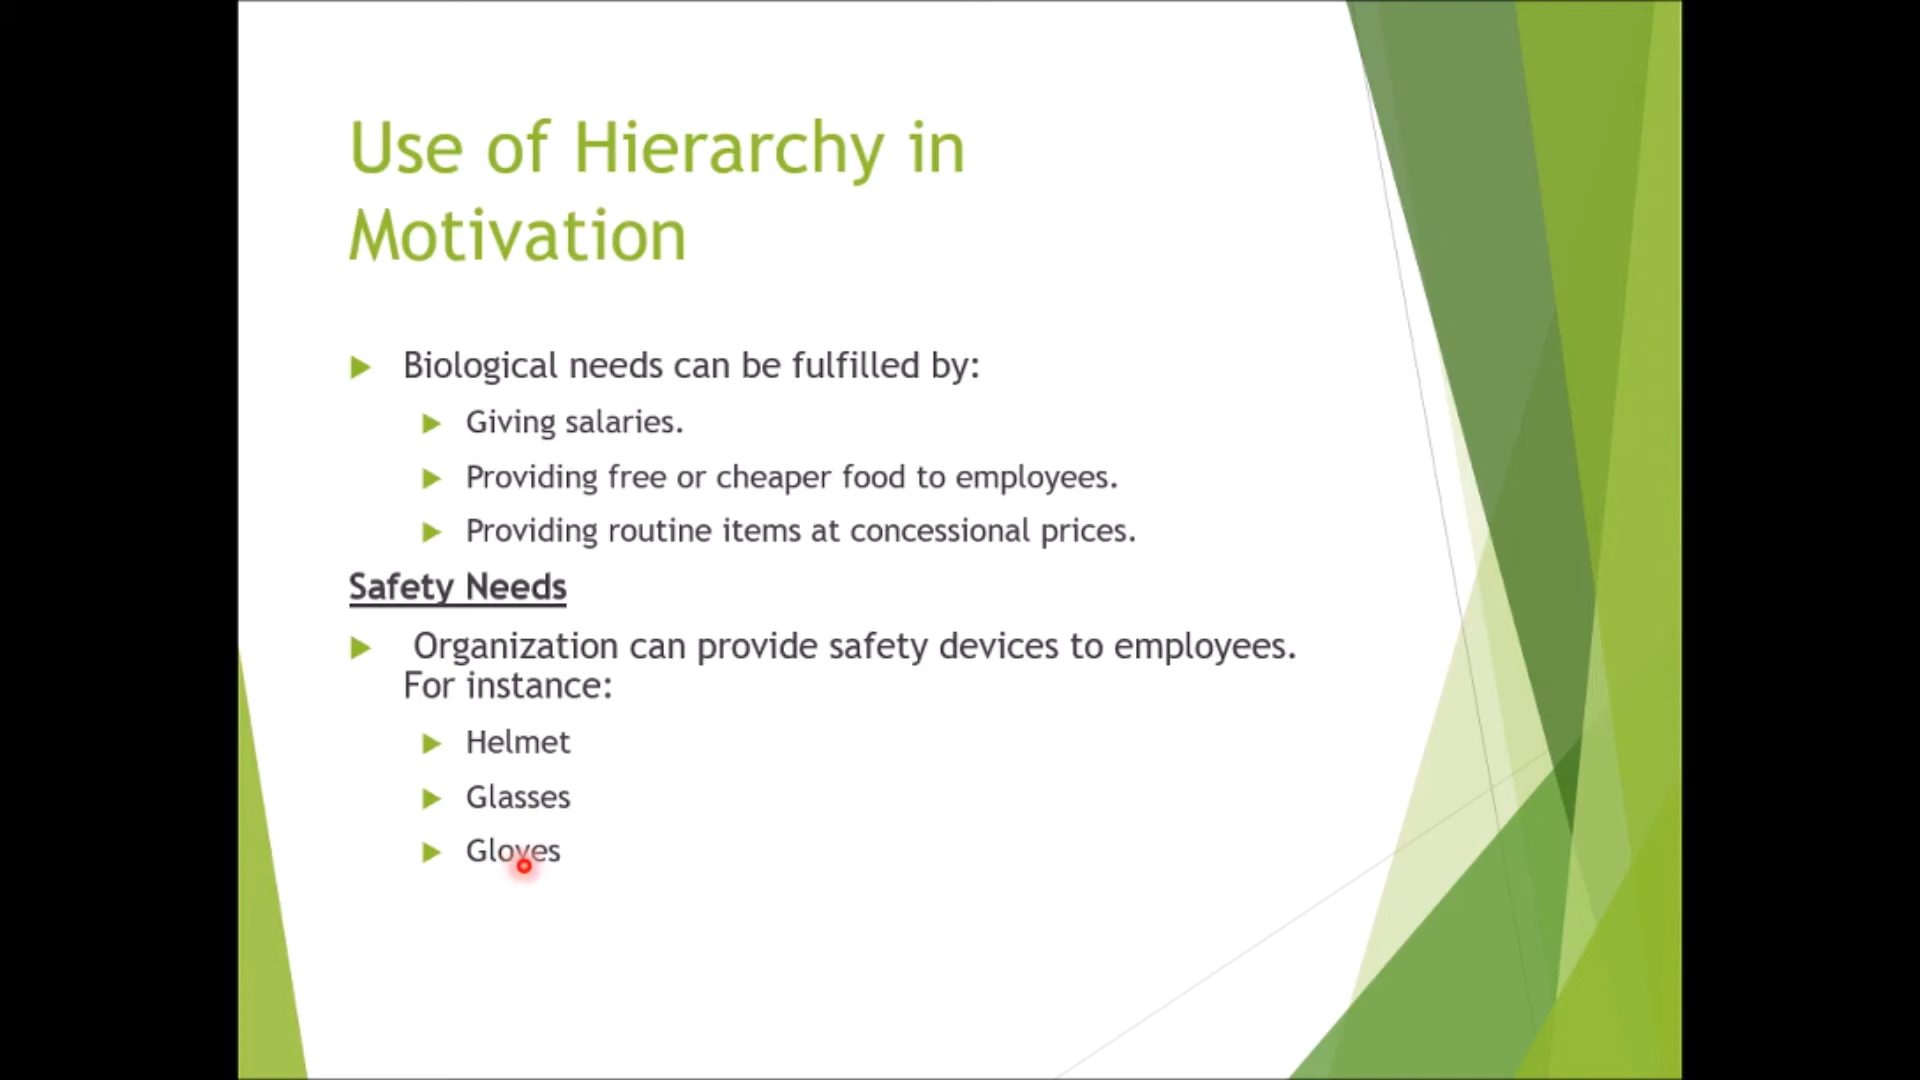 Use of Hierarchy in
Motivation
Biological needs can be fulfilled by:
Giving salaries.
Providing free or cheaper food to employees.
Providing routine items at concessional prices.
Safety Needs
Organization can provide safety devices to employees.
For instance:
Helmet
Glasses
Gloves